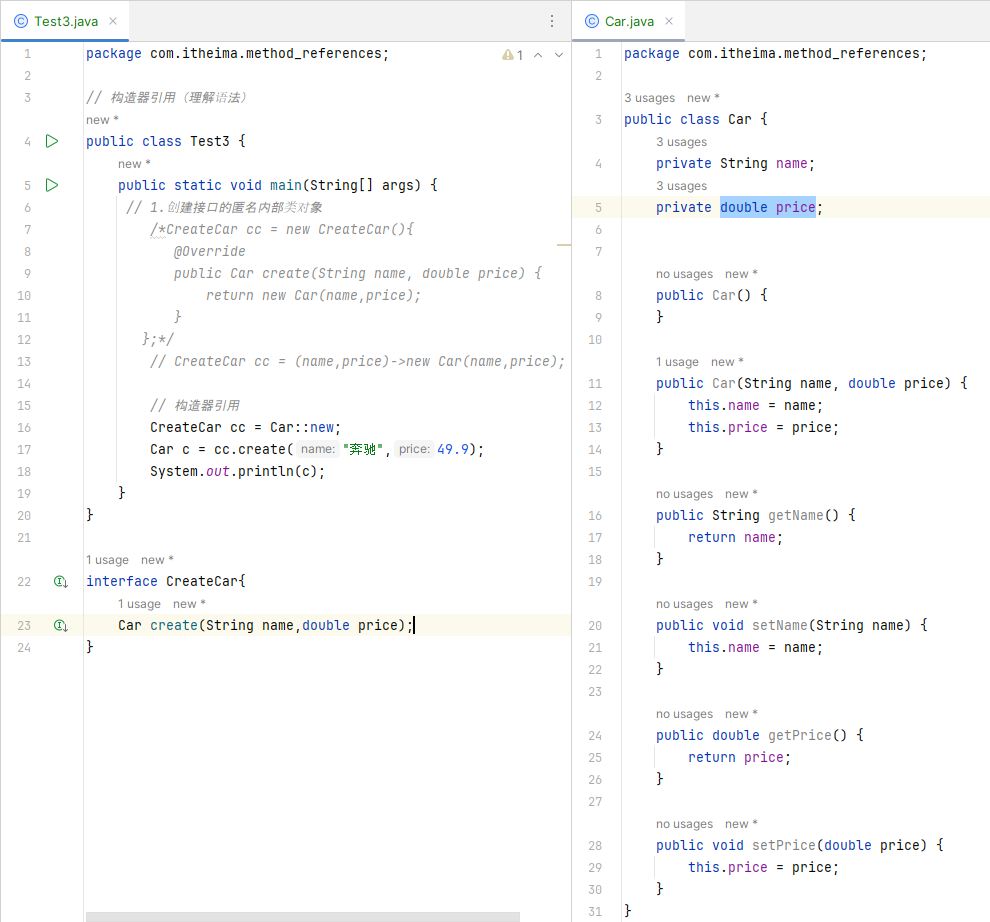 Test3.java
1 package com.itheima.method_references;
1
2
3 // 构造器引用（理解语法）
new *
4 public class Test3 {
new *
5 public static void main(String[] args) {
6 // 1.创建接口的匿名内部类对象
7 /*CreateCar cc = new CreateCar(){
8 @Override
9 public Car create(String name, double price) {
10 return new Car(name,price);
11 }
12 };*/
13 // CreateCar cc = (name,price)->new Car(name,price);
14
15 // 构造器引用
16 CreateCar cc = Car::new;
17 Car c = cc.create( name: "奔驰", price: 49.9);
18 System.out.println(c);
19 }
20 }
21
1 usage new *
22 interface CreateCar{
1 usage new *
23 Car create(String name,double price);
24 }
Car.java
1 package com.itheima.method_references;
2
3 usages new *
3 public class Car {
3 usages
4 private String name;
3 usages
5 private double price;
6
7
no usages new *
8 public Car() {
9 }
10
1 usage new *
11 public Car(String name, double price) {
12 this.name = name;
13 this.price = price;
14 }
15
no usages new *
16 public String getName() {
17 return name;
18 }
19
no usages new *
20 public void setName(String name) {
21 this.name = name;
22 }
23
no usages new *
24 public double getPrice() {
25 return price;
26 }
27
no usages new *
28 public void setPrice(double price) {
29 this.price = price;
30 }
31 }